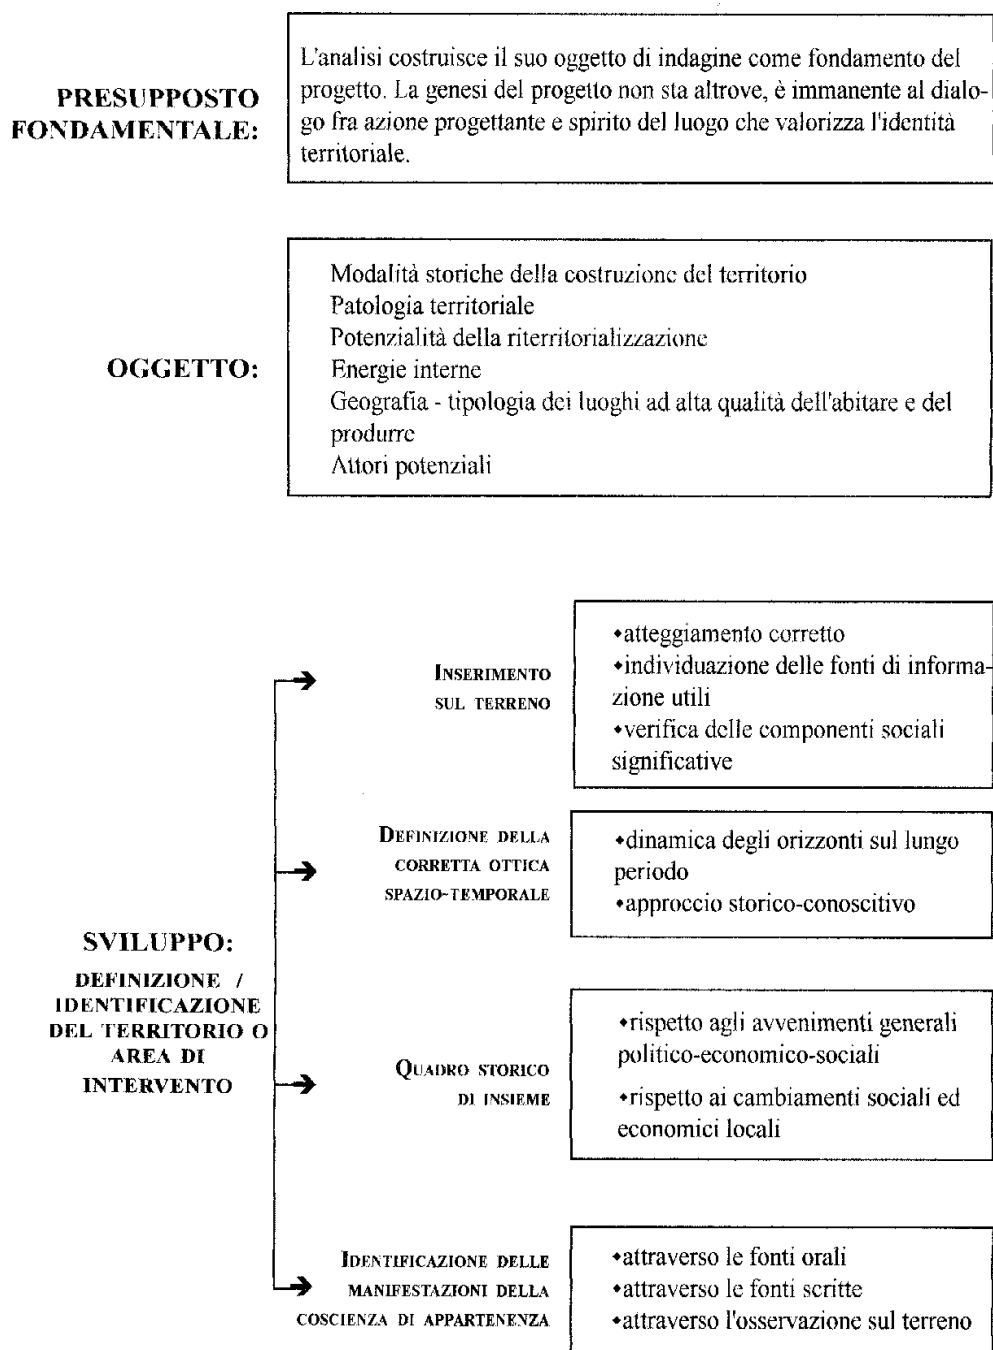 PRESUPPOSTO
FONDAMENTALE:
L'analisi costruisce il suo oggetto di indagine come fondamento del
progetto. La genesi del progetto non sta altrove, è immanente al dialo-
go fra azione progettante e spirito del luogo che valorizza l'identità
territoriale.
OGGETTO:
Modalità storiche della costruzione del territorio
Patologia territoriale
Potenzialità della riterritorializzazione
Energie interne
Geografia - tipologia dei luoghi ad alta qualità dell'abitare e del
produrre
Attori potenziali
SVILUPPO:
DEFINIZIONE /
IDENTIFICAZIONE
DEL TERRITORIO O
AREA DI
INTERVENTO
INSERIMENTO
SUL TERRENO
•atteggiamento corretto
•individuazione delle fonti di informa-
zione utili
•verifica delle componenti sociali
significative
DEFINIZIONE DELLA
CORRETTA OTTICA
SPAZIO-TEMPORALE
•dinamica degli orizzonti sul lungo
periodo
•approccio storico-conoscitivo
QUADRO STORICO
DI INSIEME
•rispetto agli avvenimenti generali
politico-economico-sociali
•rispetto ai cambiamenti sociali ed
economici locali
IDENTIFICAZIONE DELLE
MANIFESTAZIONI DELLA
COSCIENZA DI APPARTENENZA
•attraverso le fonti orali
•attraverso le fonti scritte
•attraverso l'osservazione sul terreno